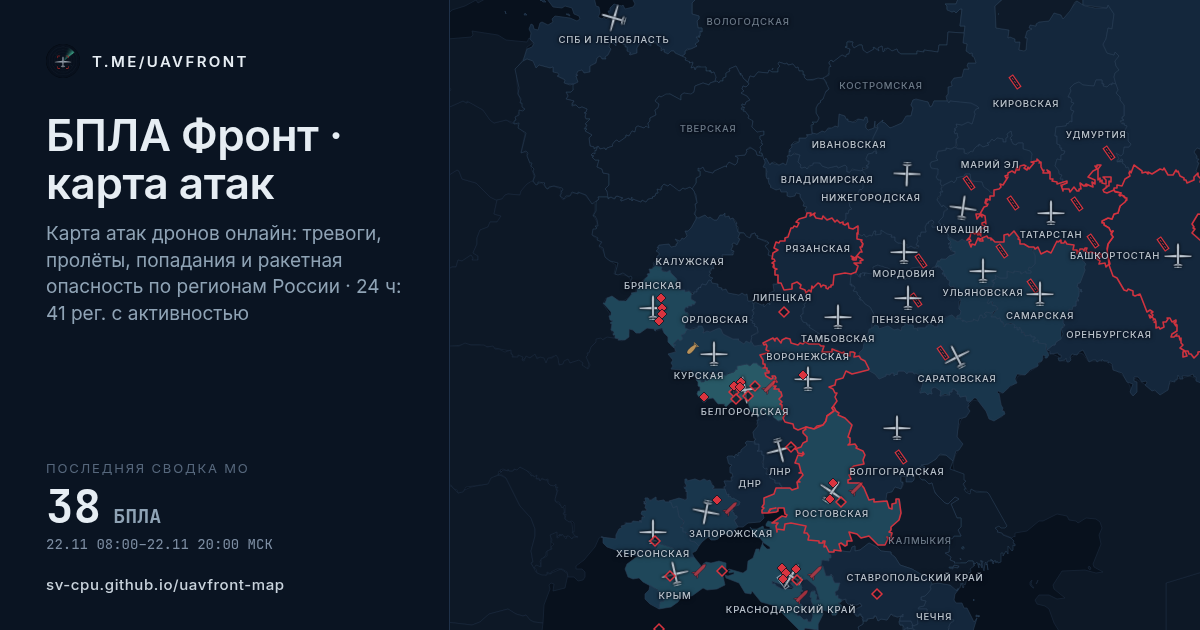 T.ME/UAVFRONT
БПЛА Фронт ·
карта атак
Карта атак дронов онлайн: тревоги,
пролёты, попадания и ракетная
опасность по регионам России · 24 ч:
41 рег. с активностью
ПОСЛЕДНЯЯ СВОДКА МО
38 БПЛА
22.11 08:00–22.11 20:00 МСК
sv-cpu.github.io/uavfront-map
ВОЛОГОДСКАЯ
СПБ И ЛЕНОБЛАСТЬ
КОСТРОМСКАЯ
КИРОВСКАЯ
ТВЕРСКАЯ
УДМУРТИЯ
ИВАНОВСКАЯ
МАРИЙ ЭЛ
ВЛАДИМИРСКАЯ
НИЖЕГОРОДСКАЯ
ЧУВАШИЯ
ТАТАРСТАН
РЯЗАНСКАЯ
БАШКОРТОСТАН
КАЛУЖСКАЯ
МОРДОВИЯ
БРЯНСКАЯ
УЛЬЯНОВСКАЯ
ЛИПЕЦКАЯ
САМАРСКАЯ
ОРЛОВСКАЯ
ПЕНЗЕНСКАЯ
ОРЕНБУРГСКАЯ
ТАМБОВСКАЯ
ВОРОНЕЖСКАЯ
КУРСКАЯ
САРАТОВСКАЯ
БЕЛГОРОДСКАЯ
ЛНР
ВОЛГОГРАДСКАЯ
ДНР
РОСТОВСКАЯ
ЗАПОРОЖСКАЯ
КАЛМЫКИЯ
ХЕРСОНСКАЯ
СТАВРОПОЛЬСКИЙ КРАЙ
КРЫМ
КРАСНОДАРСКИЙ КРАЙ
ЧЕЧНЯ